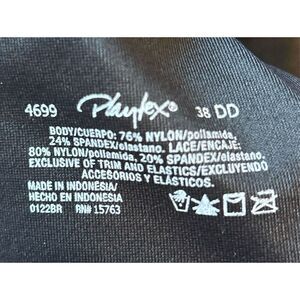 4699 Playtex® 38 DD
BODY/CUERPO: 76% NYLON/poliamida,
24% SPANDEX/elastano. LACE/ENCAJE:
80% NYLON/poliamida, 20% SPANDEX/elastano.
EXCLUSIVE OF TRIM AND ELASTICS/EXCLUYENDO
ACCESORIOS Y ELÁSTICOS.
MADE IN INDONESIA/
HECHO EN INDONESIA
0122BR RN# 15763